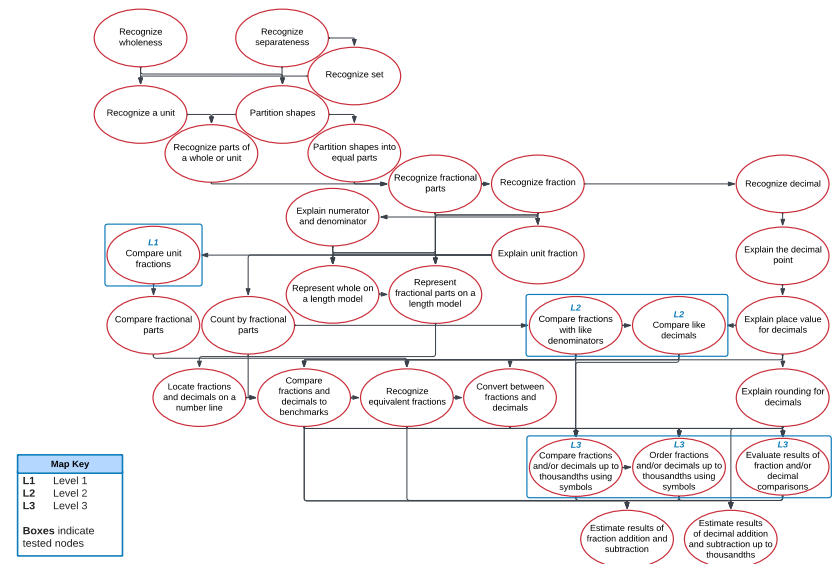 Recognize
wholeness
Recognize
separateness
Recognize set
Recognize a unit
Partition shapes
Recognize parts of
a whole or unit
Partition shapes into
equal parts
Recognize fractional
parts
Recognize fraction
Recognize decimal
Explain numerator
and denominator
L1
Compare unit
fractions
Explain unit fraction
Explain the decimal
point
Represent whole on
a length model
Represent
fractional parts on a
length model
Compare fractional
parts
Count by fractional
parts
L2
Compare fractions
with like
denominators
L2
Compare like
decimals
Explain place value
for decimals
Locate fractions
and decimals on a
number line
Compare
fractions and
decimals to
benchmarks
Recognize
equivalent fractions
Convert between
fractions and
decimals
Explain rounding for
decimals
L3
Compare fractions
and/or decimals up to
thousandths using
symbols
L3
Order fractions
and/or decimals up to
thousandths using
symbols
L3
Evaluate results of
fraction and/or
decimal
comparisons
Estimate results of
fraction addition and
subtraction
Estimate results
of decimal addition
and subtraction up to
thousandths
Map Key
L1 Level 1
L2 Level 2
L3 Level 3
Boxes indicate
tested nodes